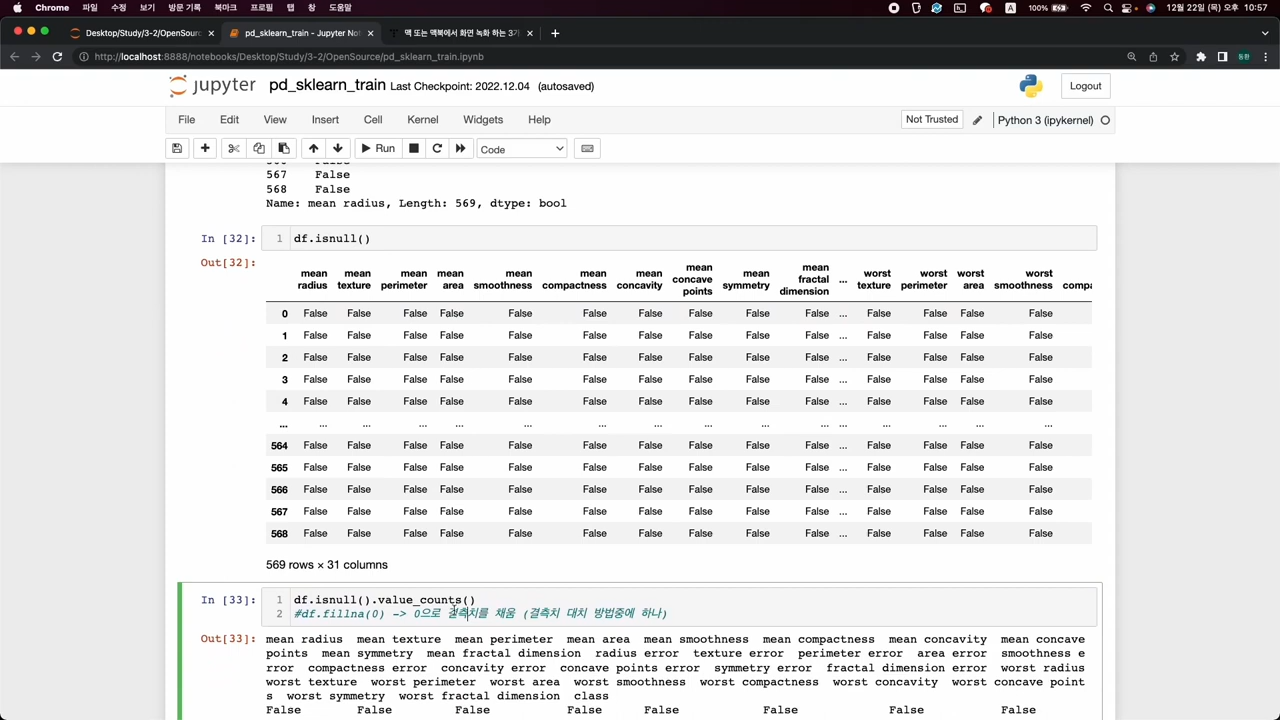 Chrome 파일 수정 보기 방문 기록 북마크 프로필 탭 창 도움말 A 100% 12월 22일 목 10:57
Desktop/Study/3-2/OpenSourc pd_sklearn_train - Jupyter No 맥 또는 맥북에서 화면 녹화 하는 3가
http://localhost:8888/notebooks/Desktop/Study/3-2/OpenSource/pd_sklearn_train.ipynb
jupyter pd_sklearn_train Last Checkpoint: 2022.12.04 (autosaved) Logout
File Edit View Insert Cell Kernel Widgets Help Not Trusted Python 3 (ipykernel)
Run Code
567 False
568 False
Name: mean radius, Length: 569, dtype: bool
In [32]: 1 df.isnull()
Out[32]:
mean radius mean texture mean perimeter mean area mean smoothness mean compactness mean concavity mean concave points mean symmetry mean fractal dimension ... worst texture worst perimeter worst area worst smoothness compa
0 False False False False False False False False False False ... False False False False
1 False False False False False False False False False False ... False False False False
2 False False False False False False False False False False ... False False False False
3 False False False False False False False False False False ... False False False False
4 False False False False False False False False False False ... False False False False
... ... ... ... ... ... ... ... ... ... ... ... ... ... ... ...
564 False False False False False False False False False False ... False False False False
565 False False False False False False False False False False ... False False False False
566 False False False False False False False False False False ... False False False False
567 False False False False False False False False False False ... False False False False
568 False False False False False False False False False False ... False False False False
569 rows × 31 columns
In [33]: 1 df.isnull().value_counts()
2 #df.fillna(0) -> 0으로 결측치를 채움 (결측치 대치 방법중에 하나)
Out[33]: mean radius mean texture mean perimeter mean area mean smoothness mean compactness mean concavity mean concave
points mean symmetry mean fractal dimension radius error texture error perimeter error area error smoothness e
rror compactness error concavity error concave points error symmetry error fractal dimension error worst radius
worst texture worst perimeter worst area worst smoothness worst compactness worst concavity worst concave point
s worst symmetry worst fractal dimension class
False False False False False False False False